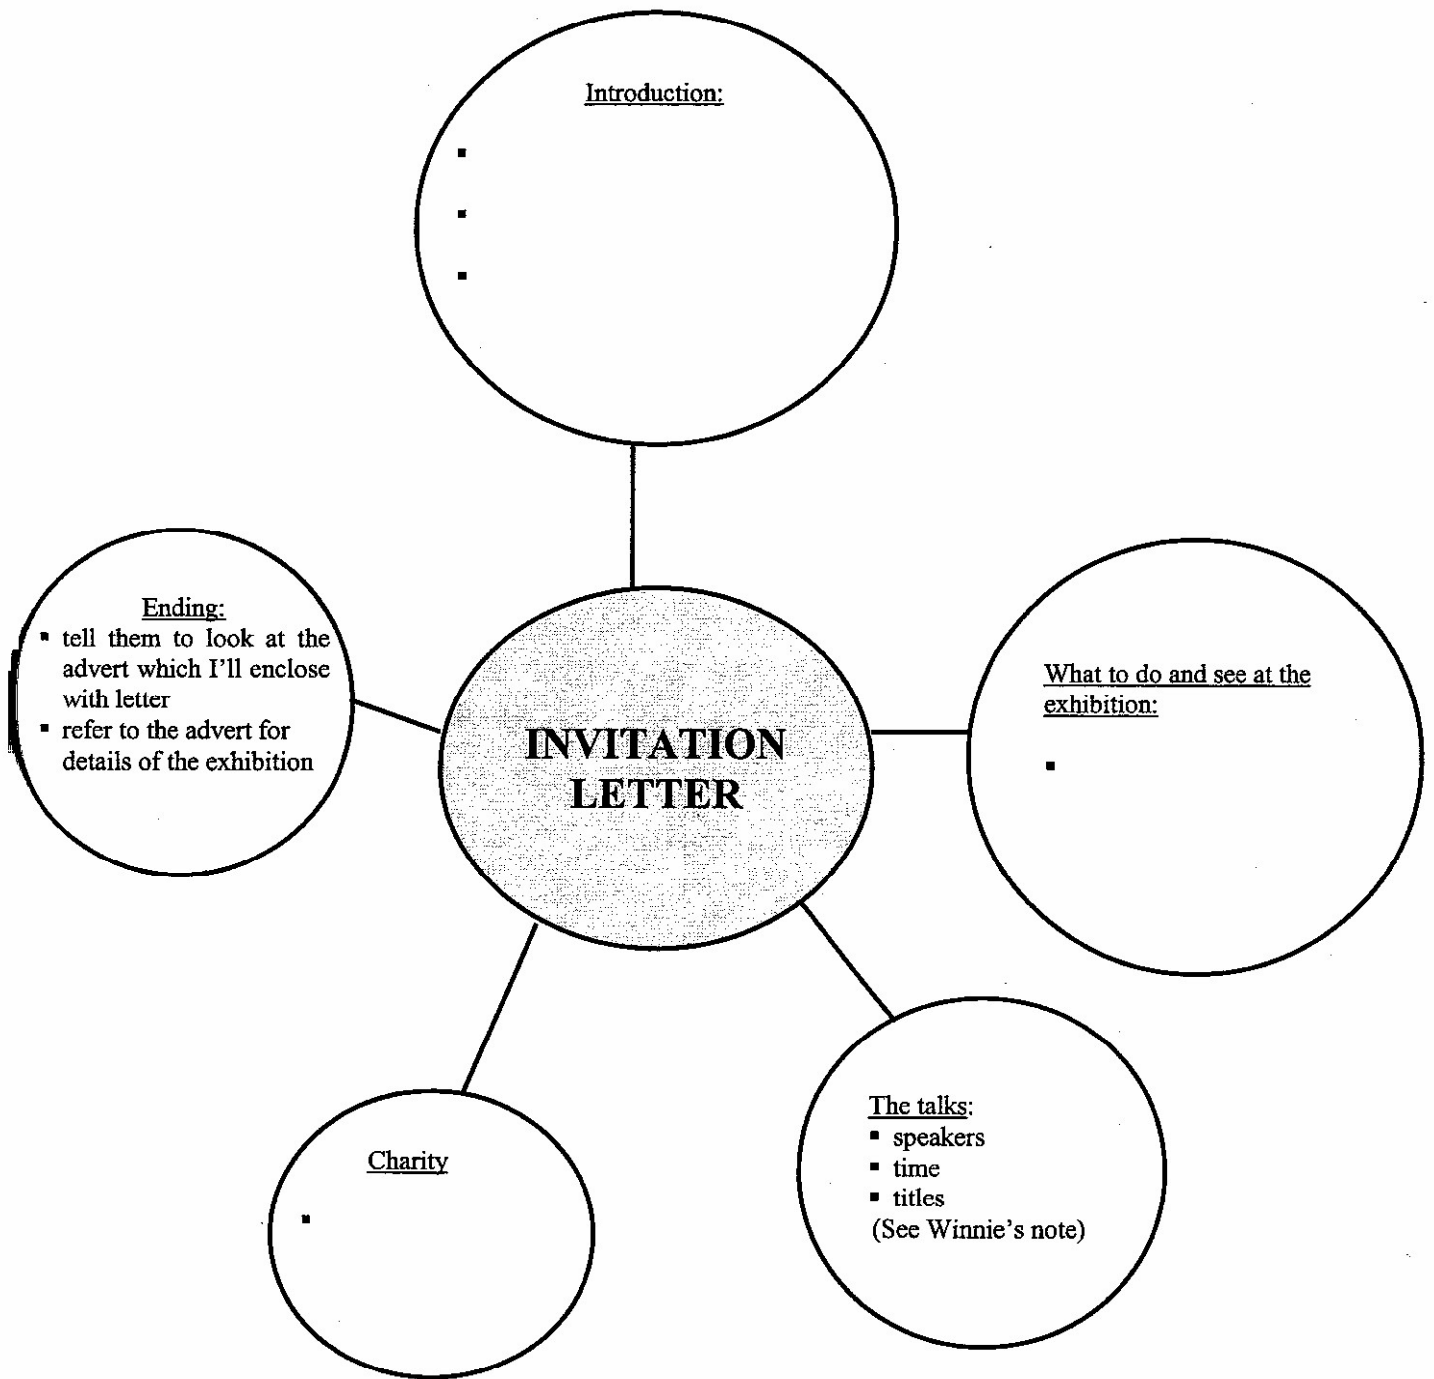 Introduction:
▪
▪
▪
Ending:
▪ tell them to look at the
advert which I'll enclose
with letter
▪ refer to the advert for
details of the exhibition
INVITATION
LETTER
What to do and see at the
exhibition:
▪
The talks:
▪ speakers
▪ time
▪ titles
(See Winnie's note)
Charity
▪